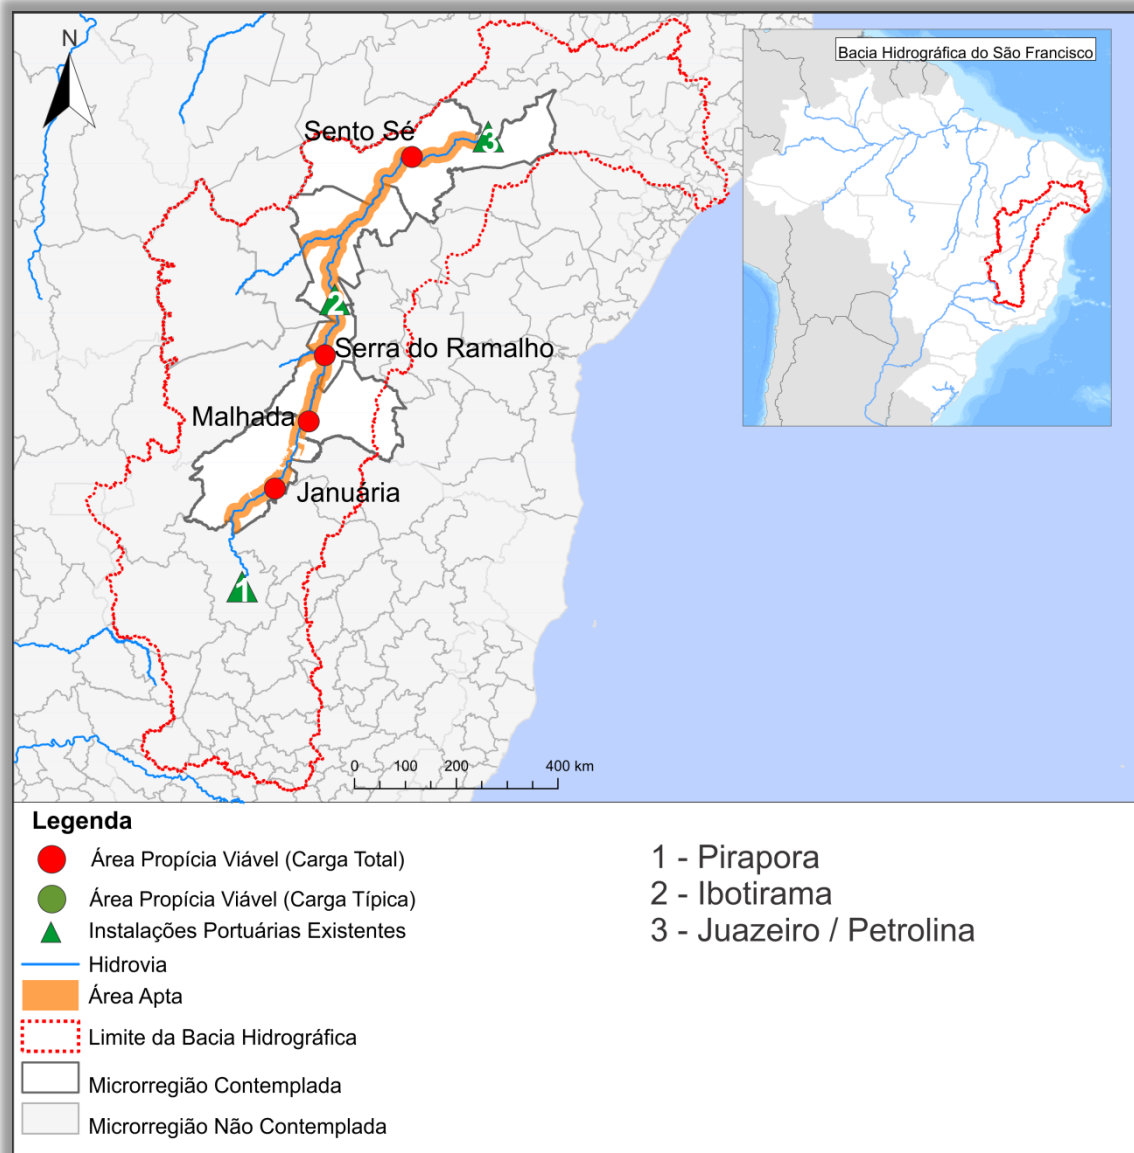 N
Bacia Hidrográfica do São Francisco
Sento Sé
3
2
Serra do Ramalho
Malhada
Januária
1
0 100 200 400 km
Legenda
Área Propícia Viável (Carga Total)
Área Propícia Viável (Carga Típica)
Instalações Portuárias Existentes
Hidrovia
Área Apta
Limite da Bacia Hidrográfica
Microrregião Contemplada
Microrregião Não Contemplada
1 - Pirapora
2 - Ibotirama
3 - Juazeiro / Petrolina